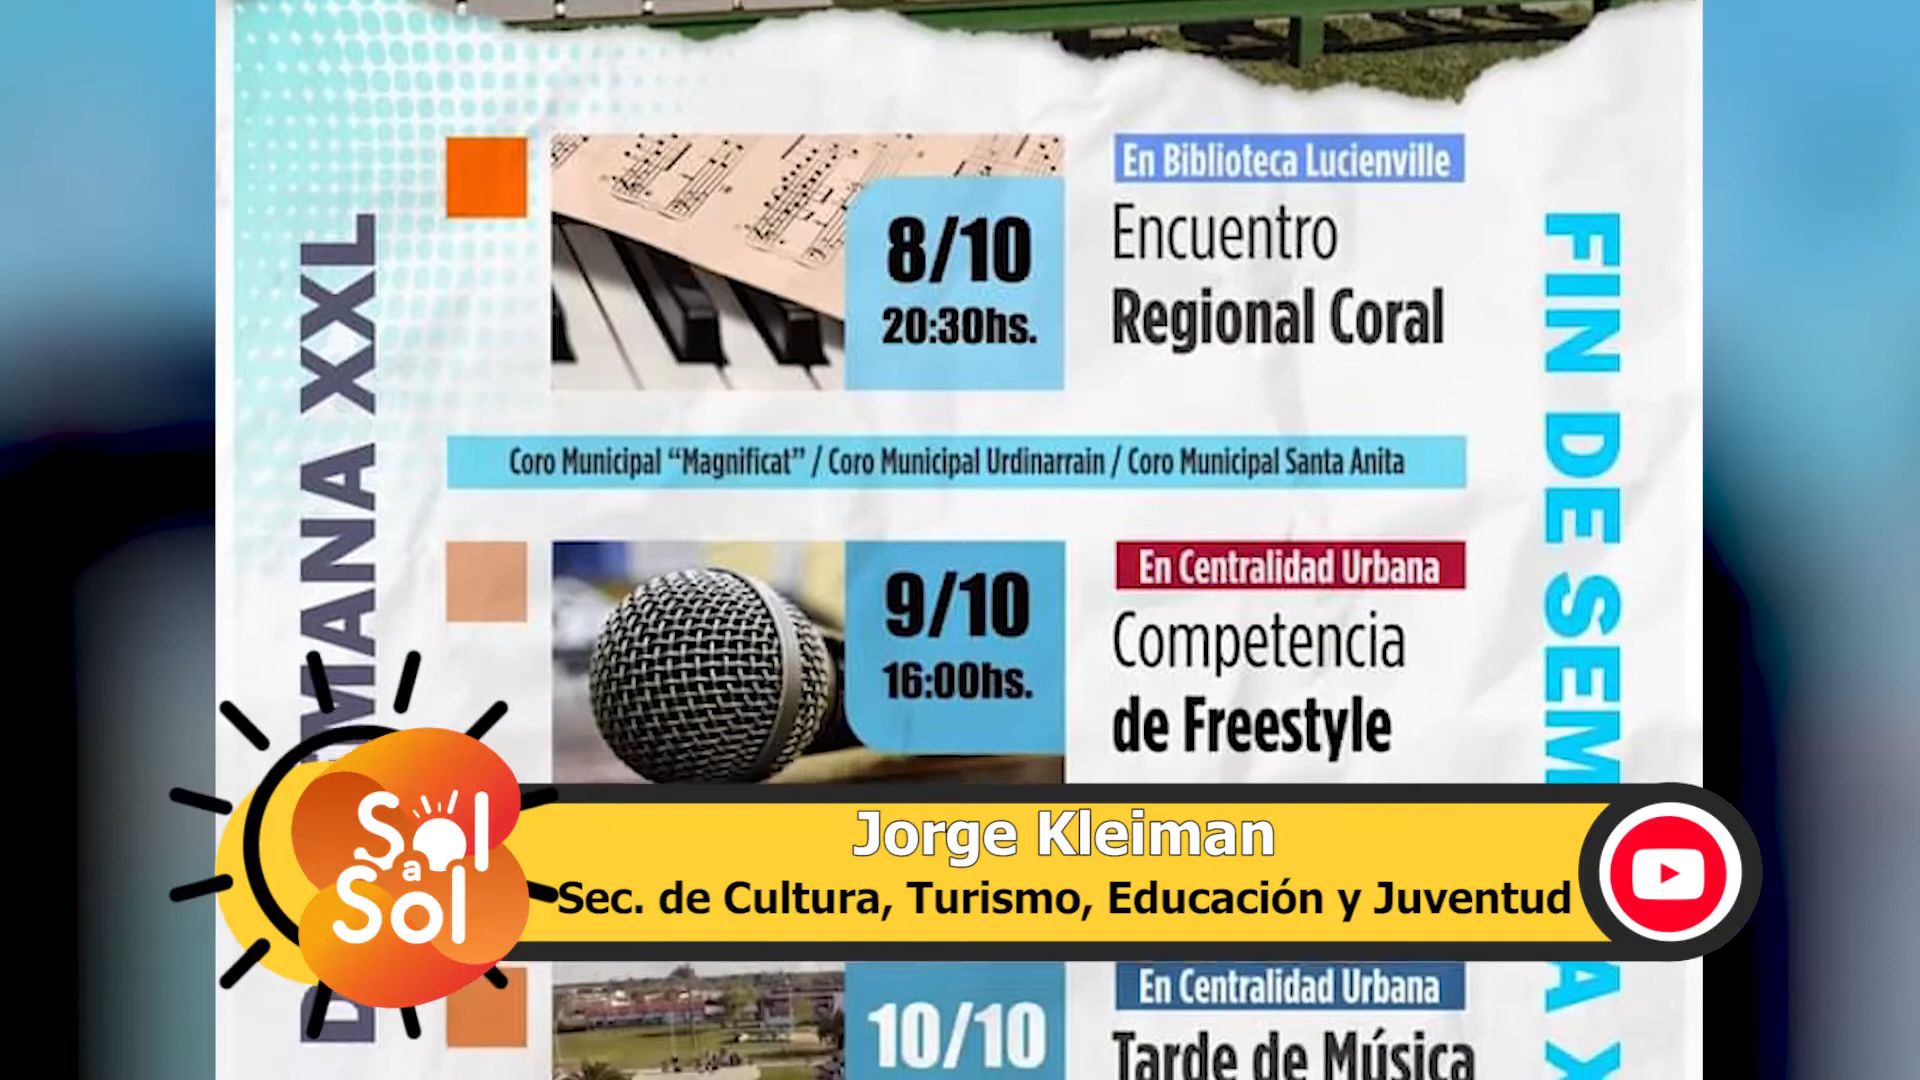 En Biblioteca Lucienville
8/10
20:30hs.
Encuentro
Regional Coral
Coro Municipal “Magnificat” / Coro Municipal Urdinarrain / Coro Municipal Santa Anita
En Centralidad Urbana
9/10
16:00hs.
Competencia
de Freestyle
En Centralidad Urbana
10/10
Tarde de Música
MANA XXL
FIN DE SEM
A X
Sol
a
Sol
Jorge Kleiman
Sec. de Cultura, Turismo, Educación y Juventud